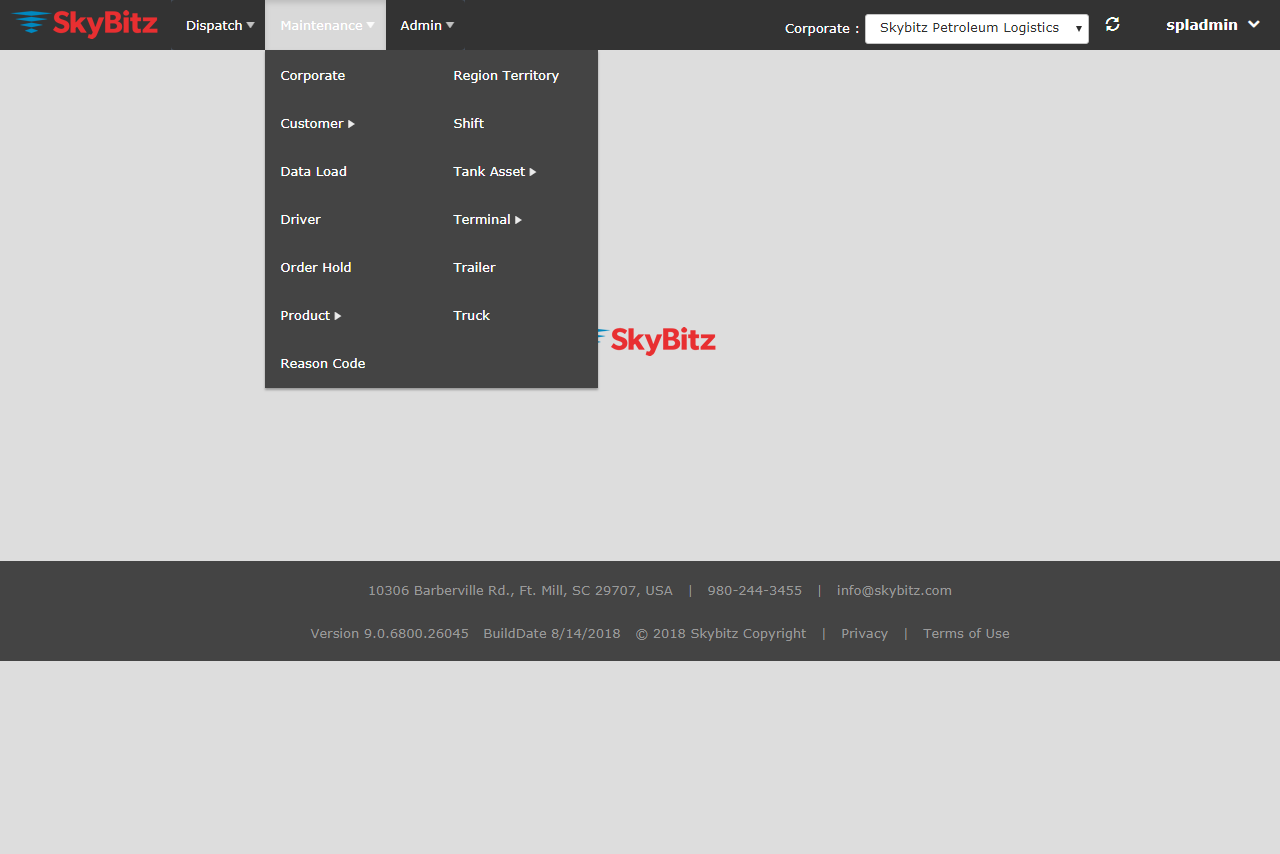 SkyBitz Dispatch Maintenance Admin Corporate : Skybitz Petroleum Logistics spladmin
Corporate Region Territory
Customer Shift
Data Load Tank Asset
Driver Terminal
Order Hold Trailer
Product Truck
SkyBitz
Reason Code
10306 Barberville Rd., Ft. Mill, SC 29707, USA | 980-244-3455 | info@skybitz.com
Version 9.0.6800.26045 BuildDate 8/14/2018 © 2018 Skybitz Copyright | Privacy | Terms of Use